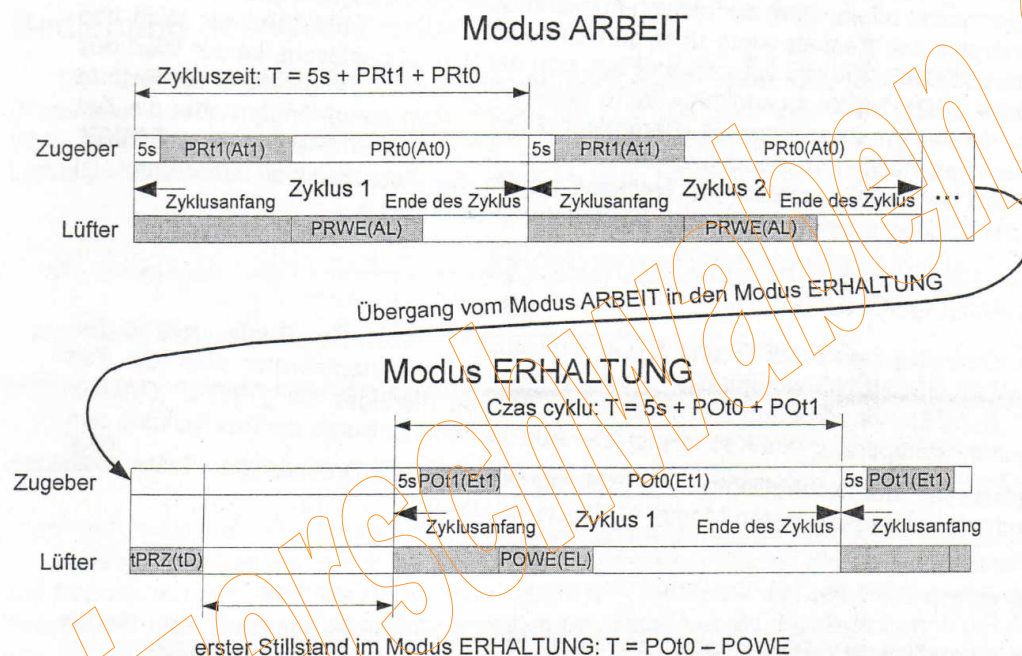 Modus ARBEIT
Zykluszeit: T = 5s + PRt1 + PRt0
Zugeber 5s PRt1(At1) PRt0(At0) 5s PRt1(At1) PRt0(At0)
Zyklus 1 Zyklus 2 ...
Zyklusanfang Ende des Zyklus Zyklusanfang Ende des Zyklus
Lüfter PRWE(AL) PRWE(AL)
Übergang vom Modus ARBEIT in den Modus ERHALTUNG
Modus ERHALTUNG
Czas cyklu: T = 5s + POt0 + POt1
Zugeber 5s POt1(Et1) POt0(Et1) 5s POt1(Et1)
Zyklusanfang Zyklus 1 Ende des Zyklus Zyklusanfang
Lüfter tPRZ(tD) POWE(EL)
erster Stillstand im Modus ERHALTUNG: T = POt0 – POWE